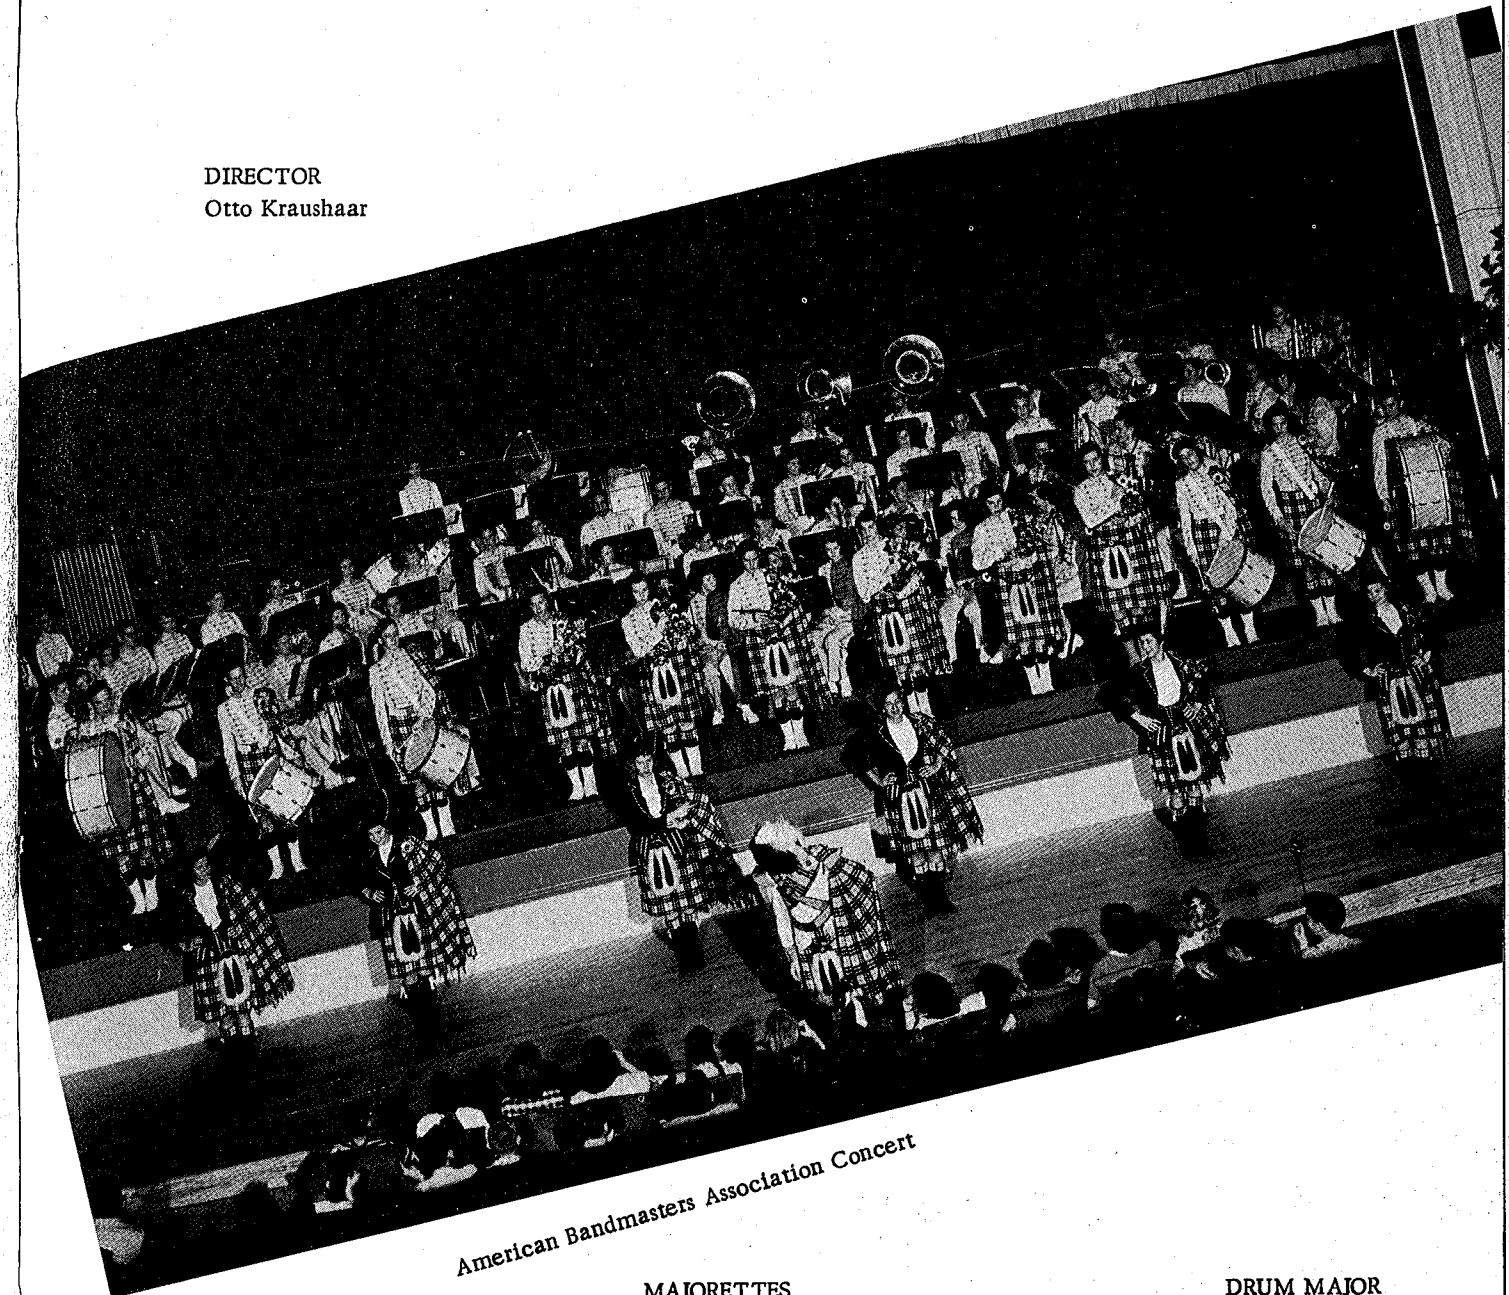 DIRECTOR
Otto Kraushaar
American Bandmasters Association Concert
MAJORETTES
DRUM MAJOR